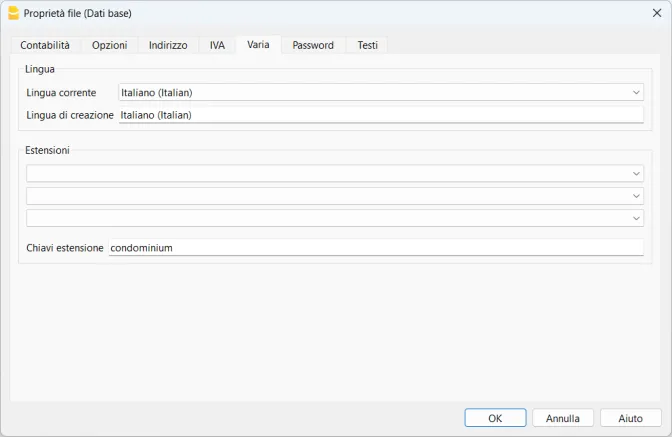 Proprietà file (Dati base)
Contabilità Opzioni Indirizzo IVA Varia Password Testi
Lingua
Lingua corrente Italiano (Italian)
Lingua di creazione Italiano (Italian)
Estensioni
Chiavi estensione condominium
OK Annulla Aiuto